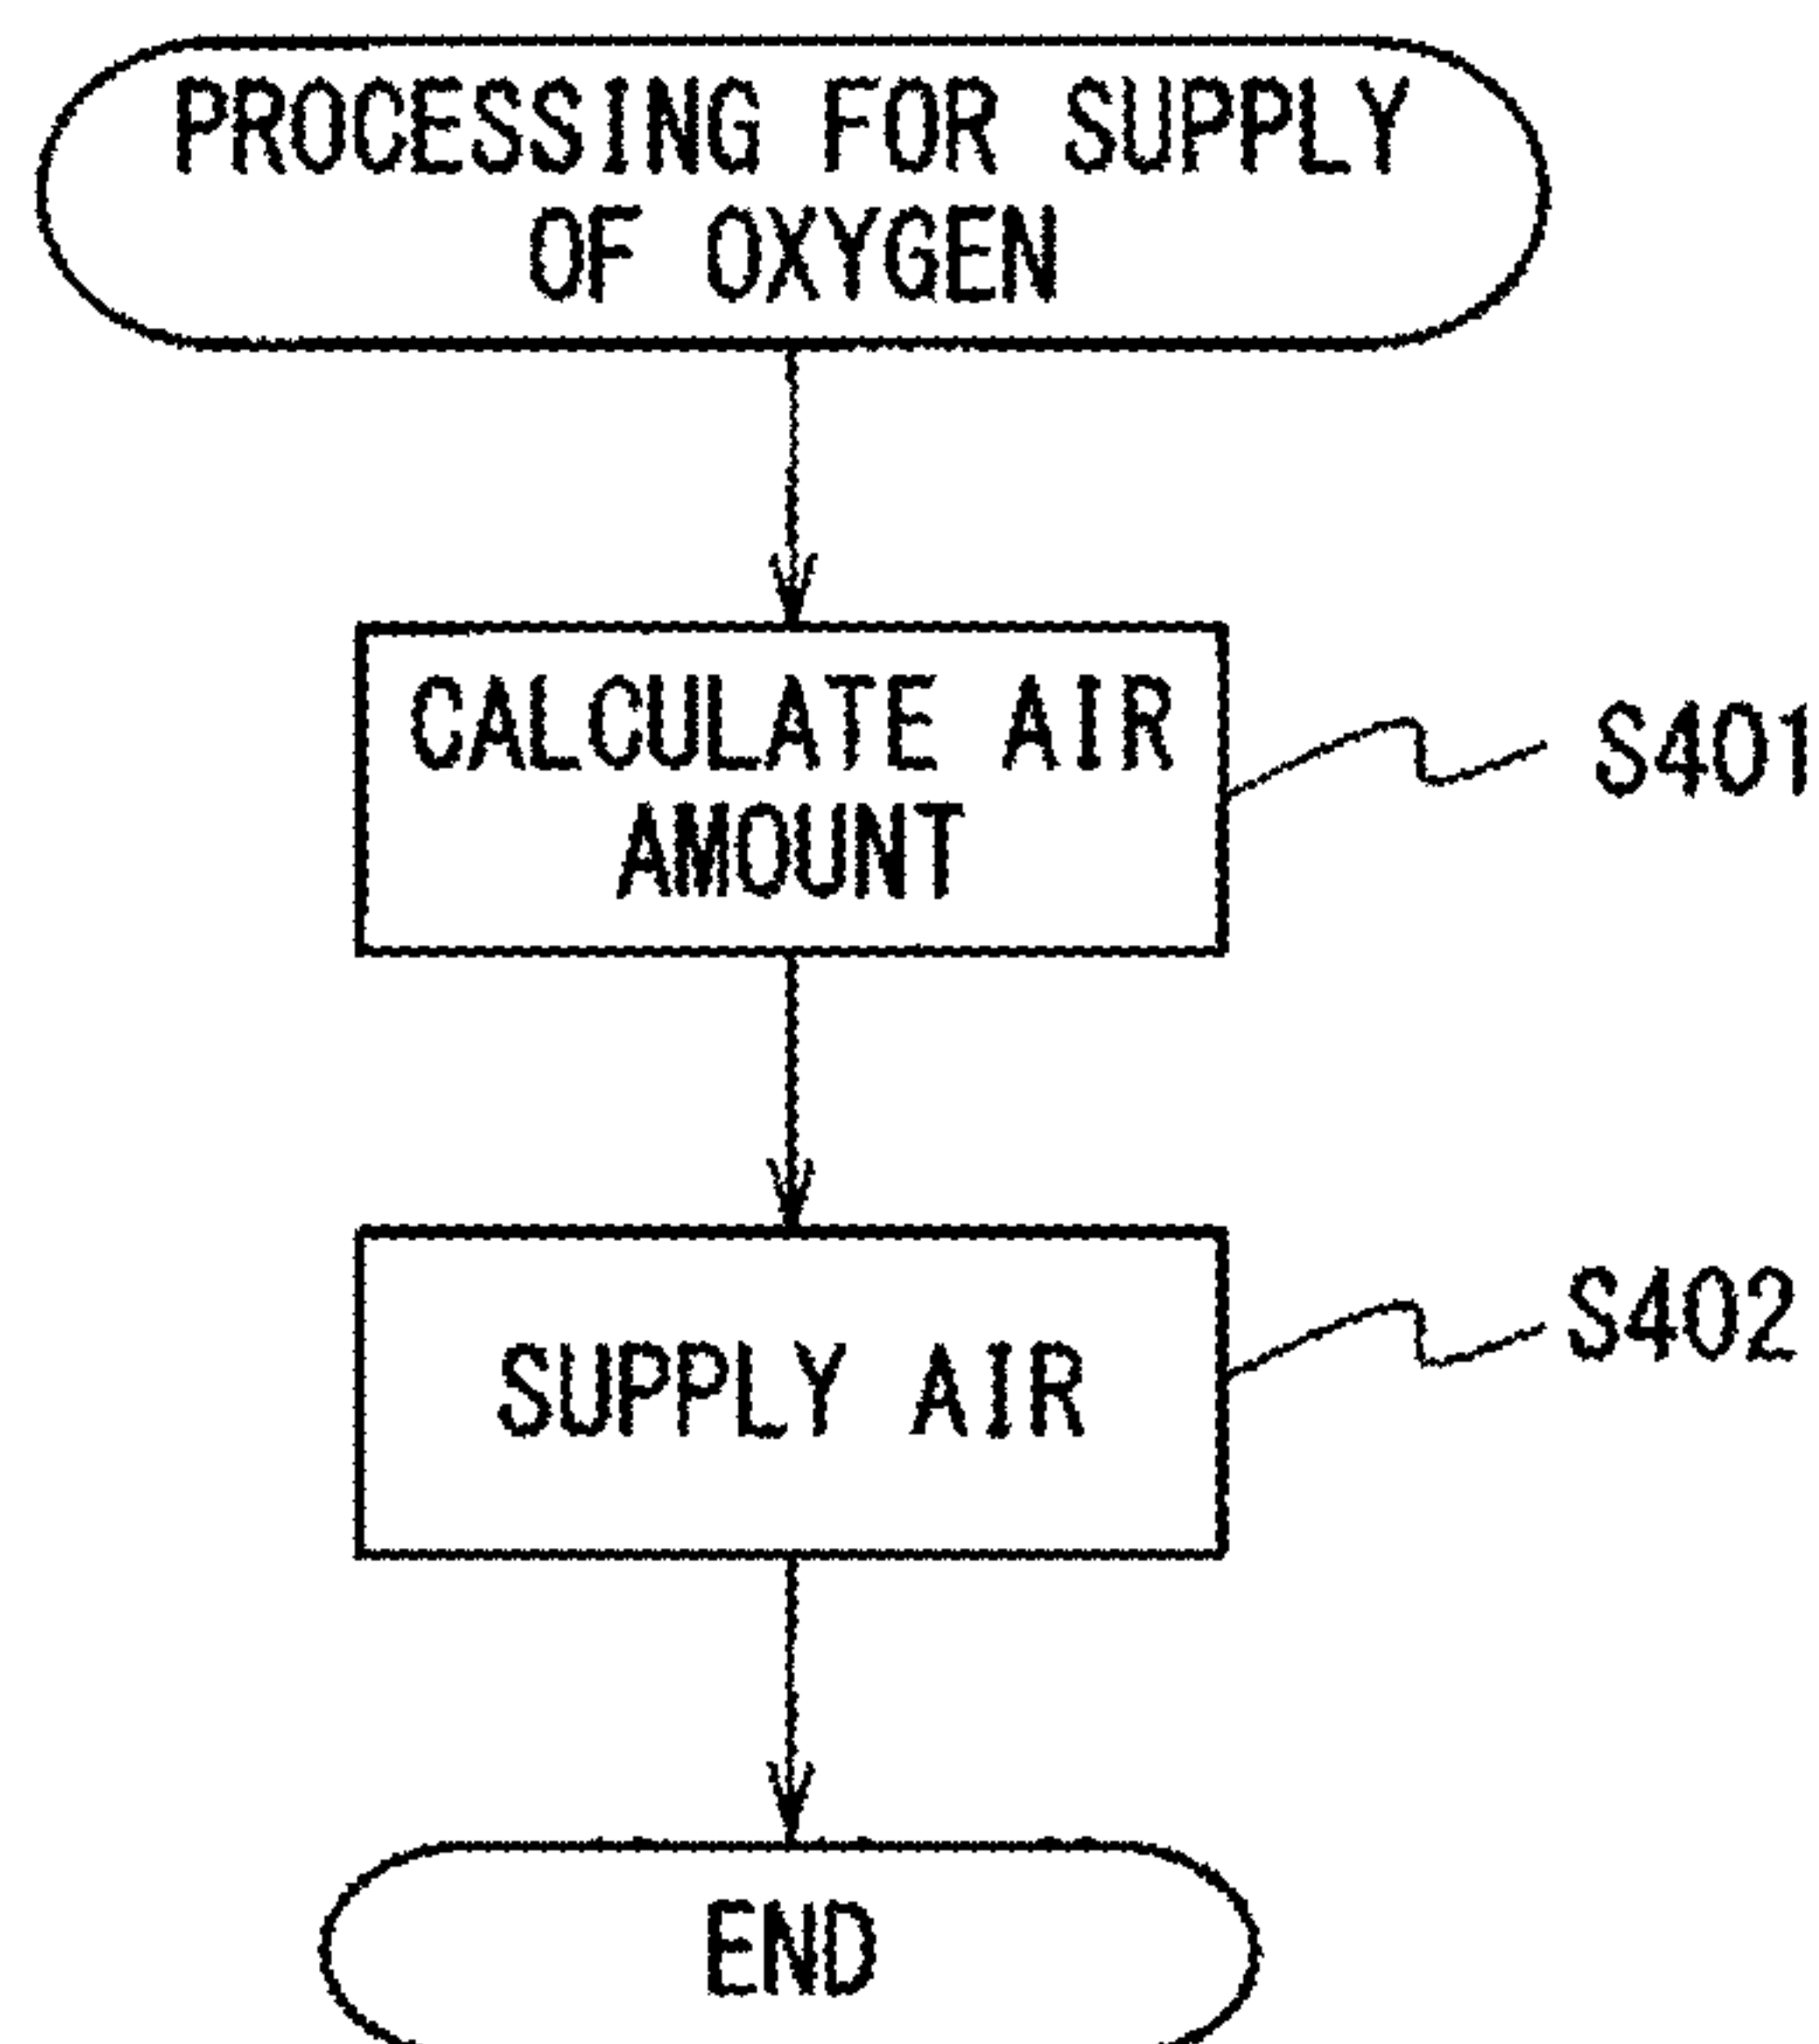 PROCESSING FOR SUPPLY
OF OXYGEN
CALCULATE AIR
AMOUNT
S401
SUPPLY AIR
S402
END